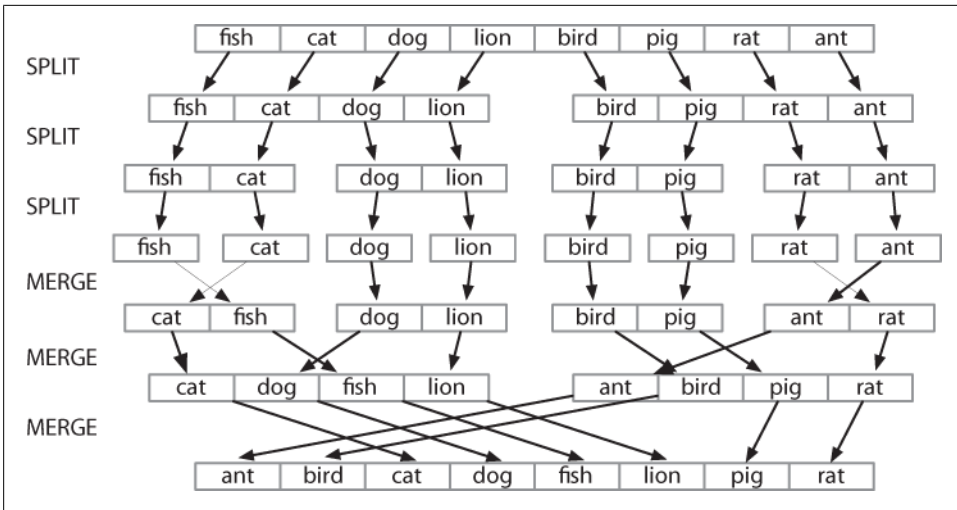 fish cat dog lion bird pig rat ant
SPLIT
fish cat dog lion bird pig rat ant
SPLIT
fish cat dog lion bird pig rat ant
SPLIT
fish cat dog lion bird pig rat ant
MERGE
cat fish dog lion bird pig ant rat
MERGE
cat dog fish lion ant bird pig rat
MERGE
ant bird cat dog fish lion pig rat